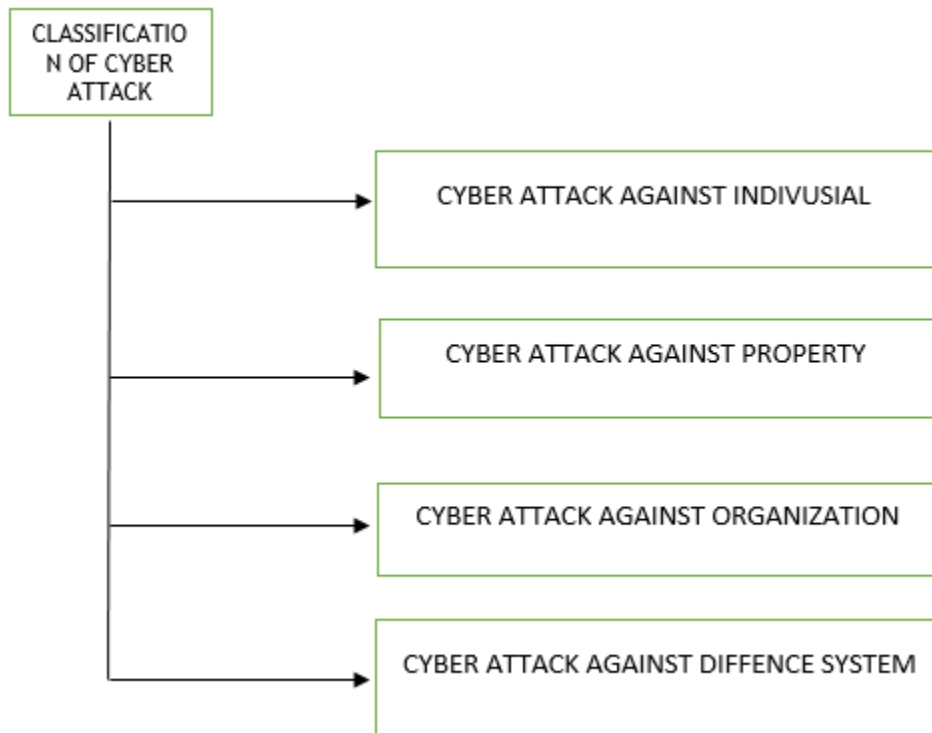 CLASSIFICATIO
N OF CYBER
ATTACK
CYBER ATTACK AGAINST INDIVUSIAL
CYBER ATTACK AGAINST PROPERTY
CYBER ATTACK AGAINST ORGANIZATION
CYBER ATTACK AGAINST DIFFENCE SYSTEM